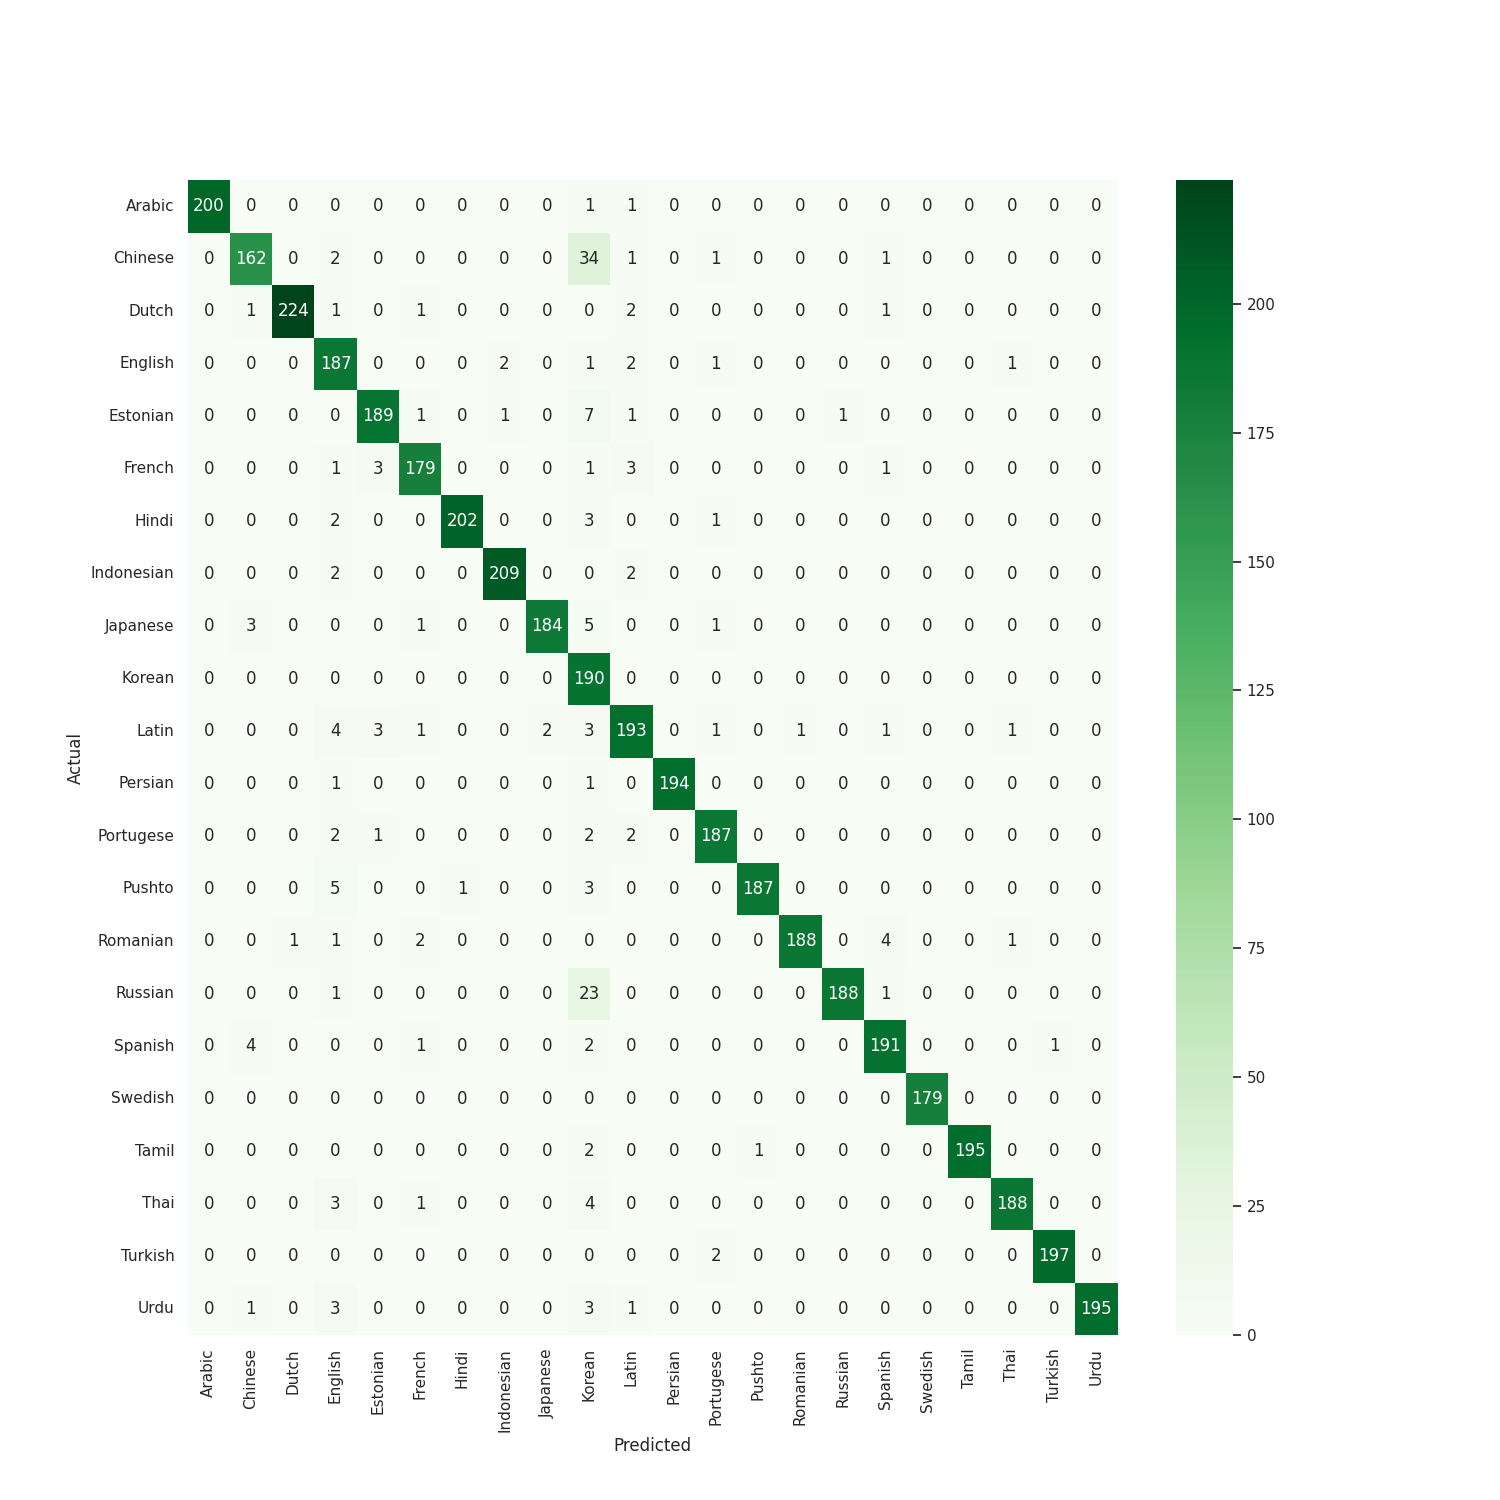 Arabic 200 0 0 0 0 0 0 0 0 1 1 0 0 0 0 0 0 0 0 0 0 0
Chinese 0 162 0 2 0 0 0 0 0 34 1 0 1 0 0 0 1 0 0 0 0 0
Dutch 0 1 224 1 0 1 0 0 0 0 2 0 0 0 0 0 1 0 0 0 0 0
200
English 0 0 0 187 0 0 0 2 0 1 2 0 1 0 0 0 0 0 0 1 0 0
Estonian 0 0 0 0 189 1 0 1 0 7 1 0 0 0 0 1 0 0 0 0 0 0
175
French 0 0 0 1 3 179 0 0 0 1 3 0 0 0 0 0 1 0 0 0 0 0
Hindi 0 0 0 2 0 0 202 0 0 3 0 0 1 0 0 0 0 0 0 0 0 0
150
Indonesian 0 0 0 2 0 0 0 209 0 0 2 0 0 0 0 0 0 0 0 0 0 0
Japanese 0 3 0 0 0 1 0 0 184 5 0 0 1 0 0 0 0 0 0 0 0 0
Korean 0 0 0 0 0 0 0 0 0 190 0 0 0 0 0 0 0 0 0 0 0 0
125
Latin 0 0 0 4 3 1 0 0 2 3 193 0 1 0 1 0 1 0 0 1 0 0
Actual
Persian 0 0 0 1 0 0 0 0 0 1 0 194 0 0 0 0 0 0 0 0 0 0
100
Portugese 0 0 0 2 1 0 0 0 0 2 2 0 187 0 0 0 0 0 0 0 0 0
Pushto 0 0 0 5 0 0 1 0 0 3 0 0 0 187 0 0 0 0 0 0 0 0
Romanian 0 0 1 1 0 2 0 0 0 0 0 0 0 0 188 0 4 0 0 1 0 0
75
Russian 0 0 0 1 0 0 0 0 0 23 0 0 0 0 0 188 1 0 0 0 0 0
Spanish 0 4 0 0 0 1 0 0 0 2 0 0 0 0 0 0 191 0 0 0 1 0
50
Swedish 0 0 0 0 0 0 0 0 0 0 0 0 0 0 0 0 0 179 0 0 0 0
Tamil 0 0 0 0 0 0 0 0 0 2 0 0 0 1 0 0 0 0 195 0 0 0
Thai 0 0 0 3 0 1 0 0 0 4 0 0 0 0 0 0 0 0 0 188 0 0
25
Turkish 0 0 0 0 0 0 0 0 0 0 0 0 2 0 0 0 0 0 0 0 197 0
Urdu 0 1 0 3 0 0 0 0 0 3 1 0 0 0 0 0 0 0 0 0 0 195
0
Arabic Chinese Dutch English Estonian French Hindi Indonesian Japanese Korean Latin Persian Portugese Pushto Romanian Russian Spanish Swedish Tamil Thai Turkish Urdu
Predicted